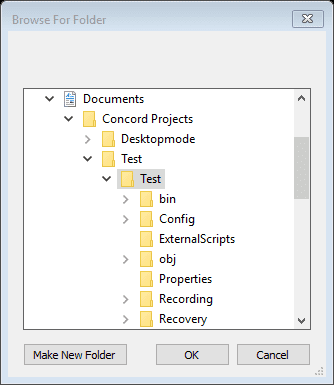 Browse For Folder
Documents
Concord Projects
Desktopmode
Test
Test
bin
Config
ExternalScripts
obj
Properties
Recording
Recovery
Make New Folder
OK
Cancel